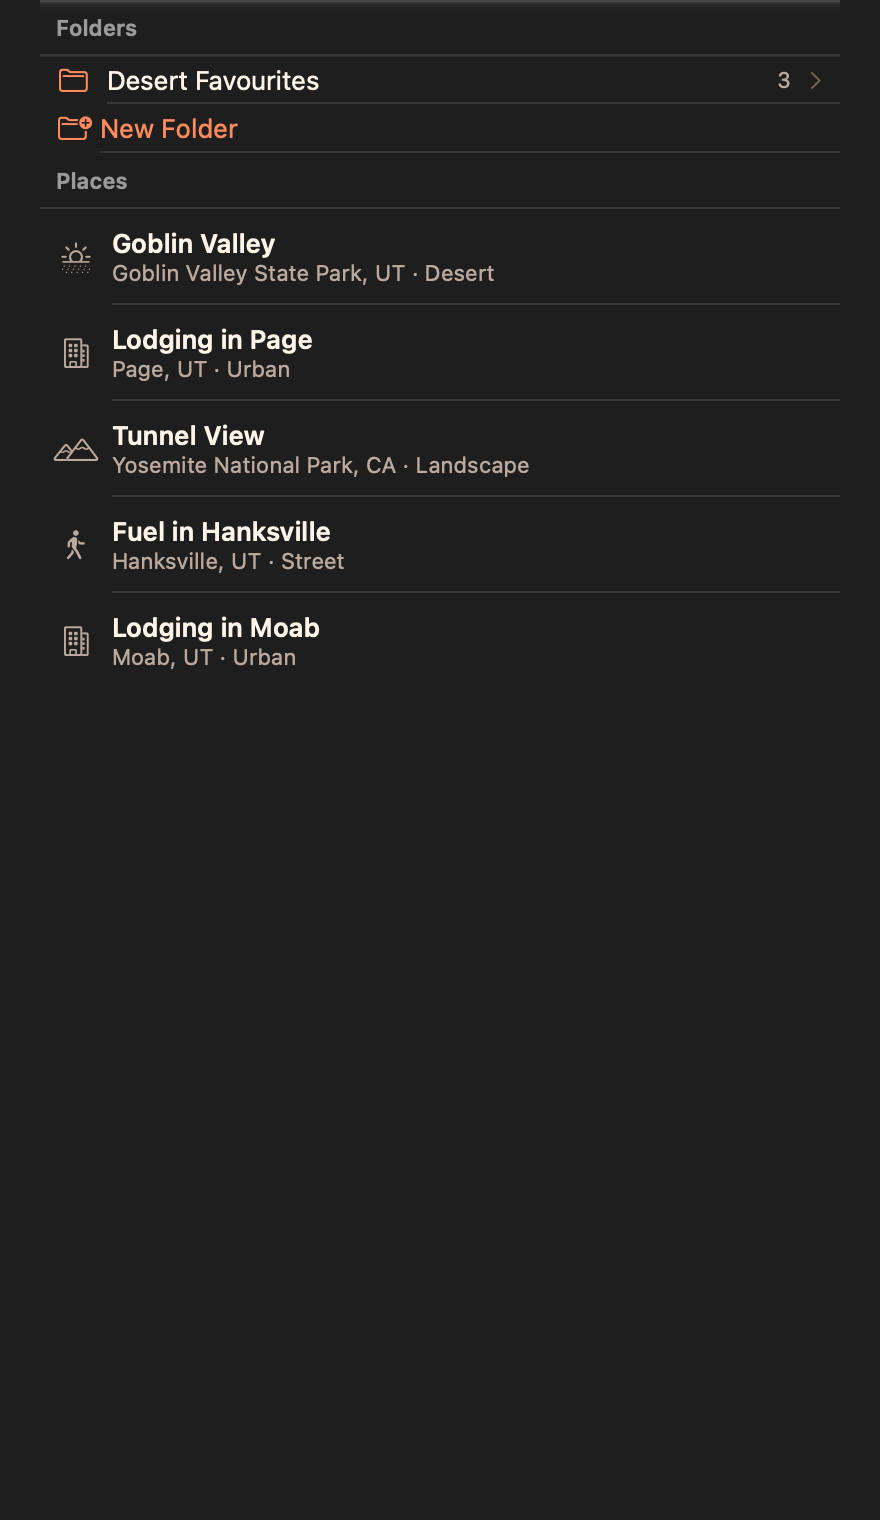 Folders
Desert Favourites 3
New Folder
Places
Goblin Valley
Goblin Valley State Park, UT · Desert
Lodging in Page
Page, UT · Urban
Tunnel View
Yosemite National Park, CA · Landscape
Fuel in Hanksville
Hanksville, UT · Street
Lodging in Moab
Moab, UT · Urban